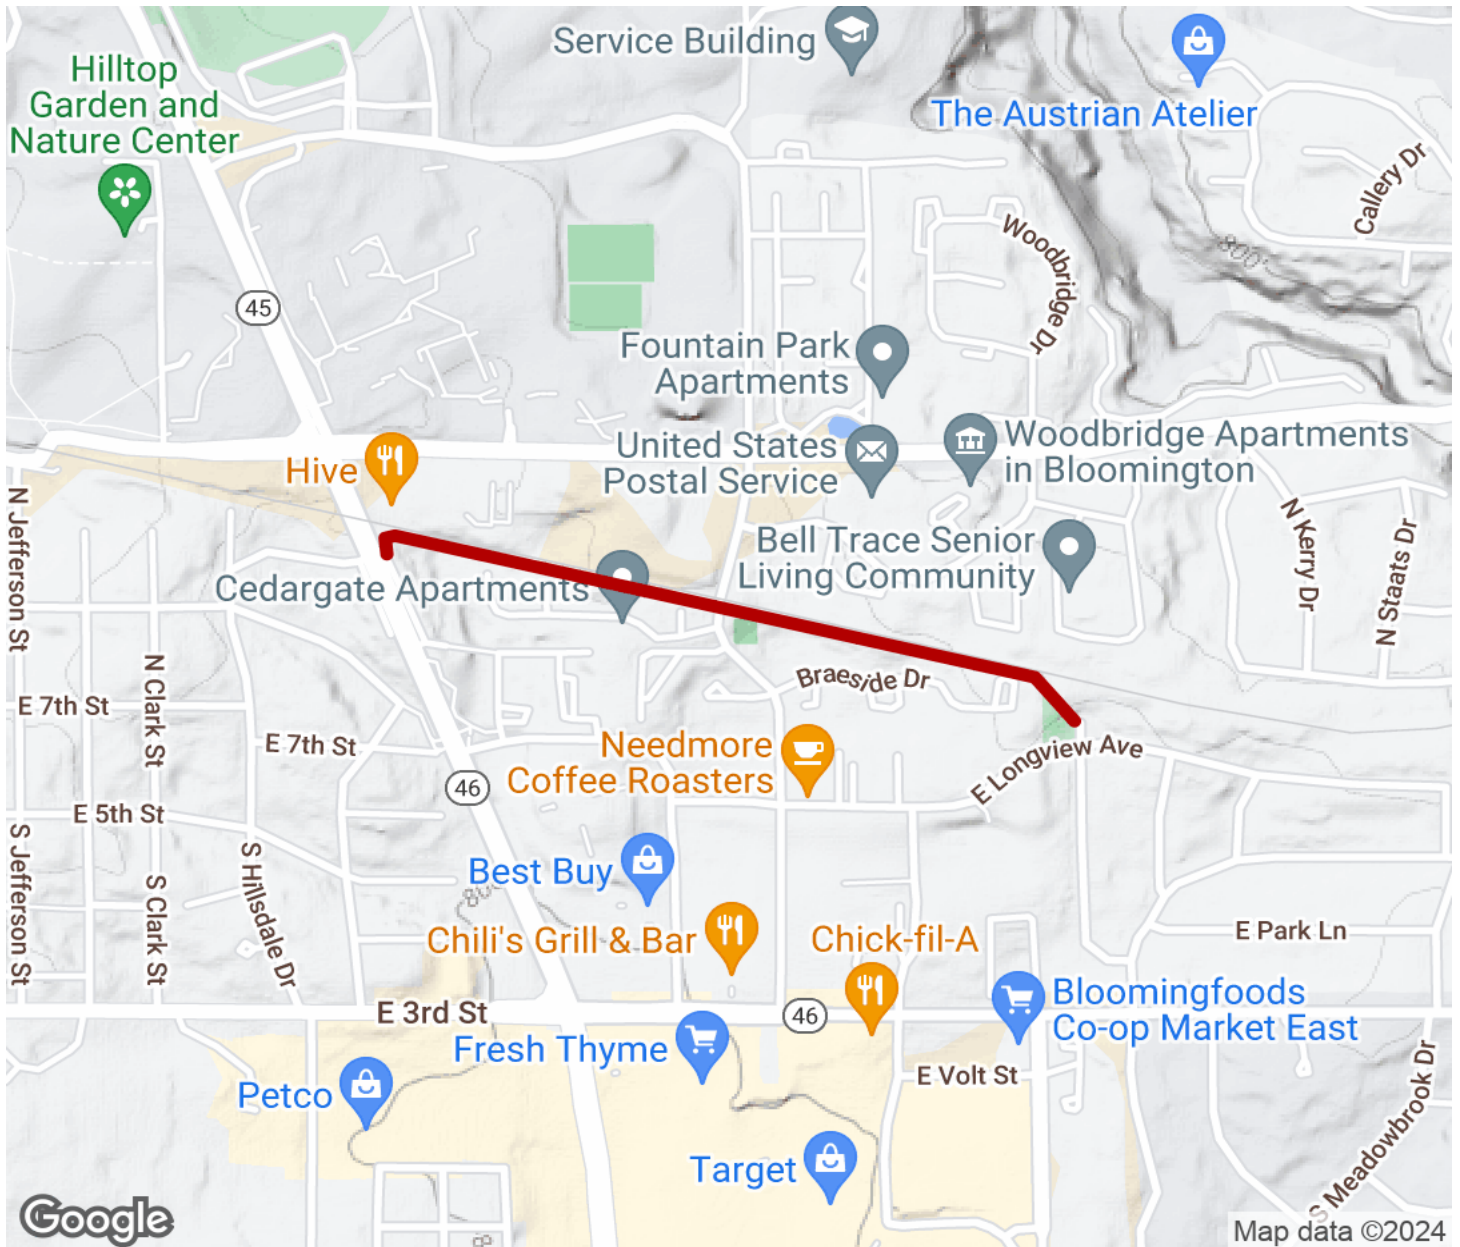 Service Building
The Austrian Atelier
Hilltop
Garden and
Nature Center
Callery Dr
800'
Woodbridge Dr
45
Fountain Park
Apartments
United States
Postal Service
Woodbridge Apartments
in Bloomington
Hive
N Jefferson St
N Kerry Dr
N Staats Dr
Bell Trace Senior
Living Community
Cedargate Apartments
N Clark St
Braeside Dr
E 7th St
E 7th St
Needmore
Coffee Roasters
E Longview Ave
46
E 5th St
S Jefferson St
S Clark St
S Hillsdale Dr
Best Buy
Chili's Grill & Bar
Chick-fil-A
E Park Ln
E 3rd St
46
Bloomingfoods
Co-op Market East
Fresh Thyme
E Volt St
Petco
S Meadowbrook Dr
Target
Google
Map data ©2024